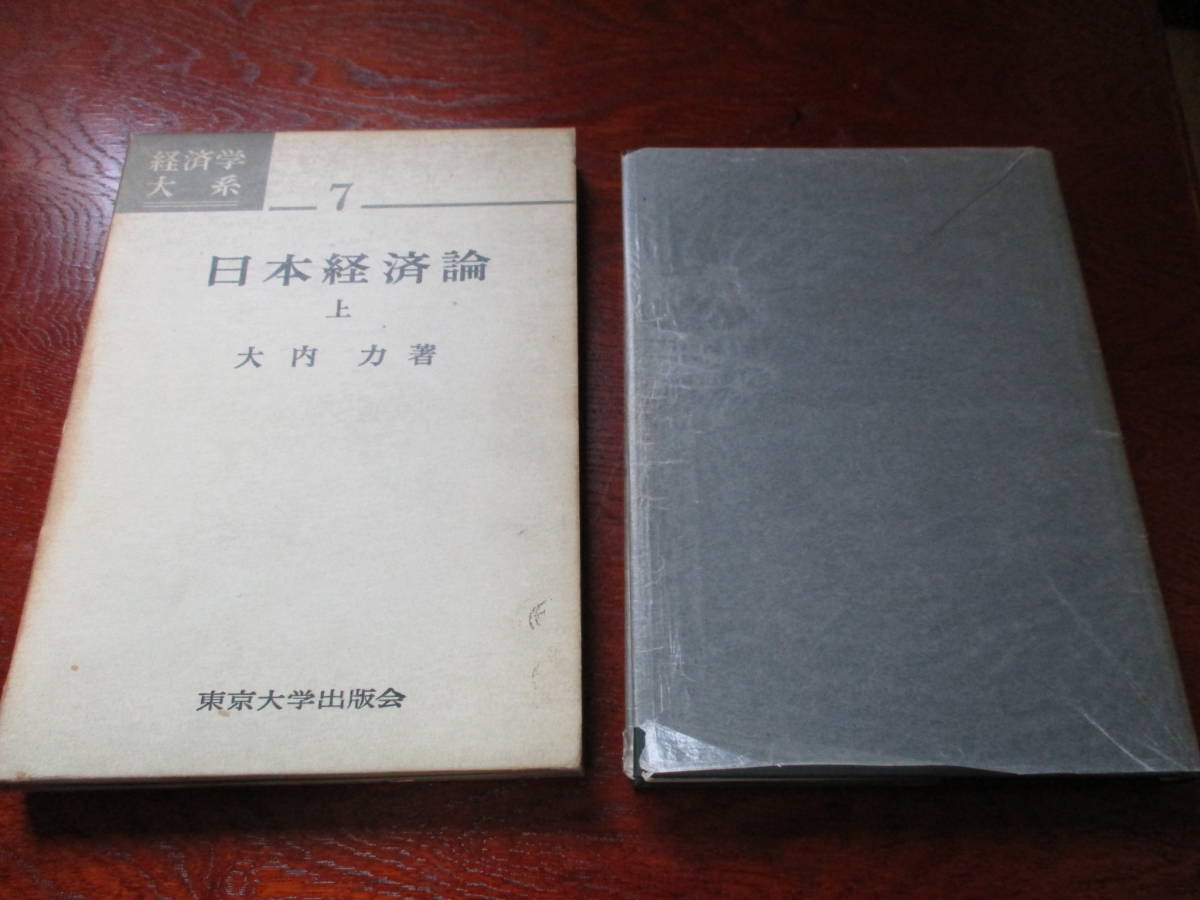 経済学
大系
7
日本経済論
上
大内 力著
東京大学出版会